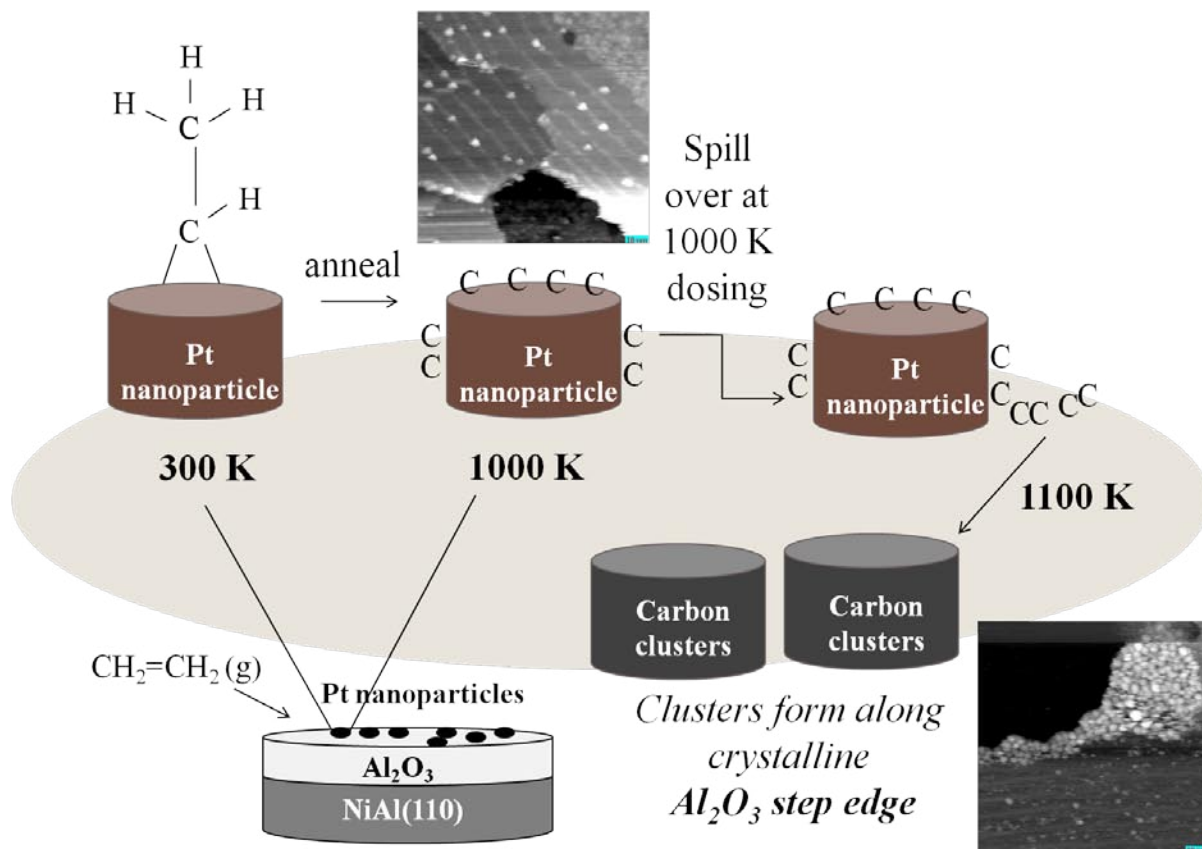 H
H
H
C
H
C
anneal
Spill
over at
1000 K
dosing
Pt
nanoparticle
C C C C
C
C
C
C
Pt
nanoparticle
C C C C
C
C
C
C
CC
C
C
Pt
nanoparticle
300 K
1000 K
1100 K
Carbon
clusters
Carbon
clusters
CH₂=CH₂ (g)
Pt nanoparticles
Al₂O₃
NiAl(110)
Clusters form along
crystalline
Al₂O₃ step edge